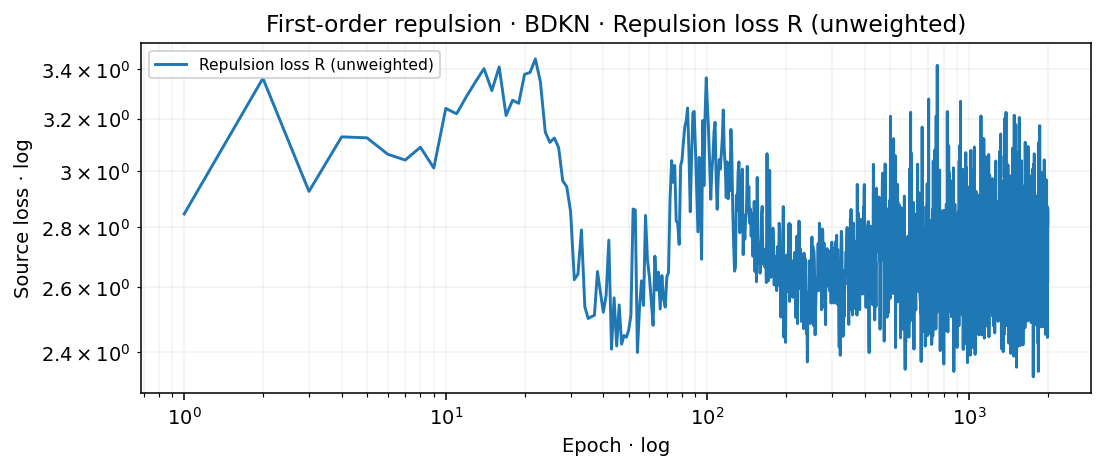 First-order repulsion · BDKN · Repulsion loss R (unweighted)
Repulsion loss R (unweighted)
Source loss · log
3.4 × 10⁰
3.2 × 10⁰
3 × 10⁰
2.8 × 10⁰
2.6 × 10⁰
2.4 × 10⁰
10⁰ 10¹ 10² 10³
Epoch · log